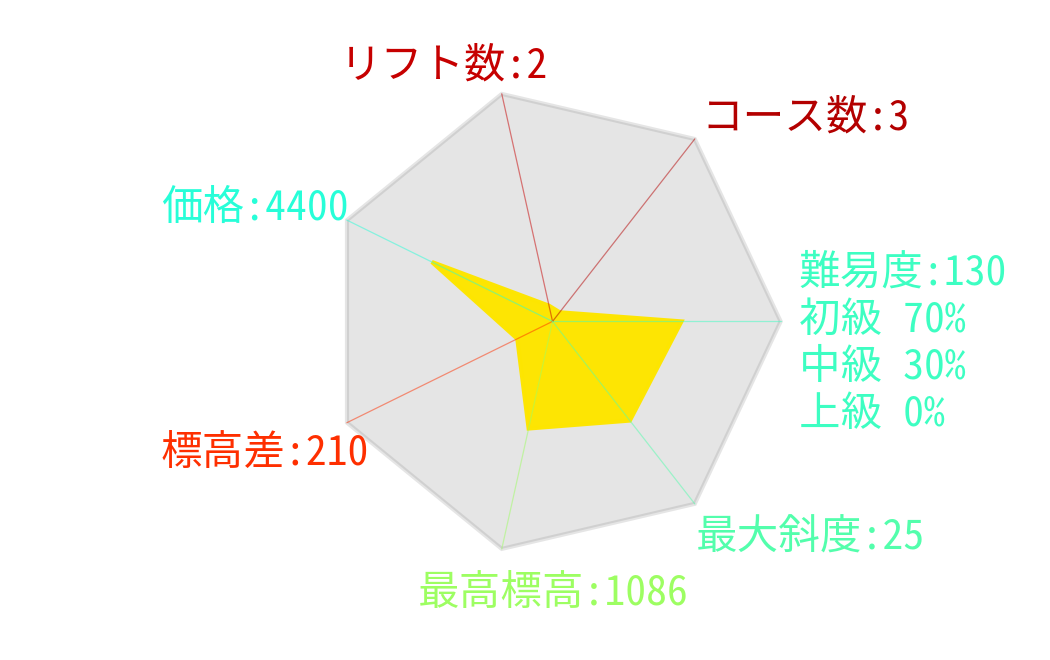 リフト数:2
コース数:3
価格:4400
難易度:130
初級 70%
中級 30%
上級 0%
標高差:210
最大斜度:25
最高標高:1086